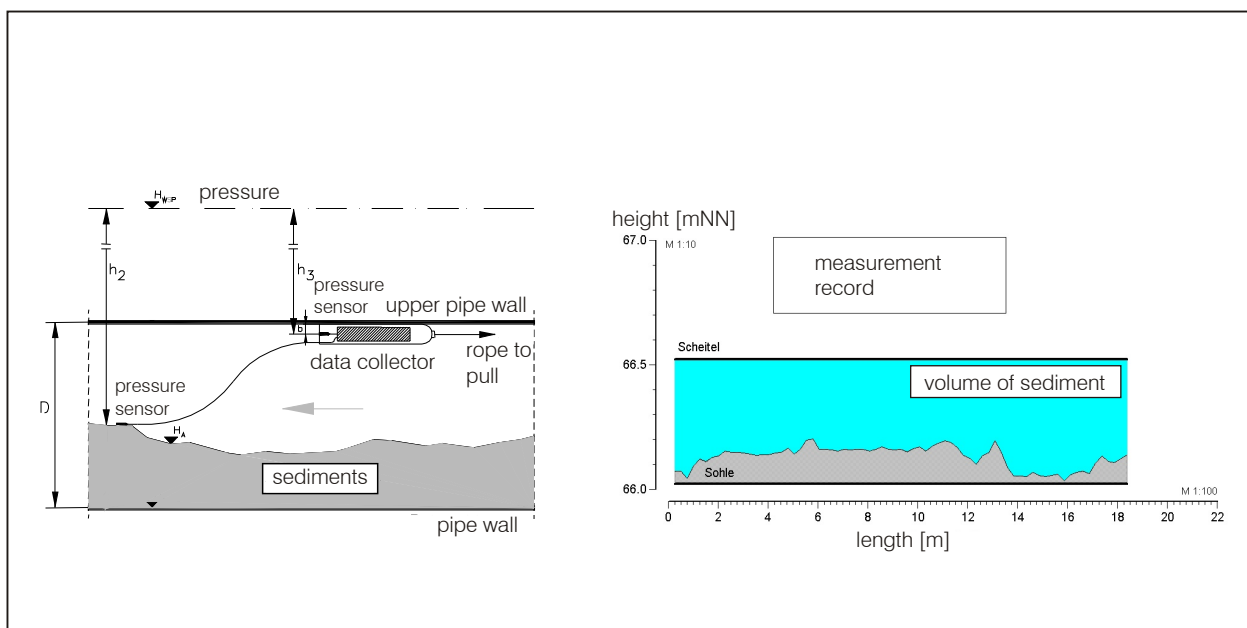 H_WSP
pressure
h₂
h₃
pressure
sensor
upper pipe wall
b
data collector
rope to
pull
D
pressure
sensor
H_A
sediments
pipe wall
height [mNN]
67.0
M 1:10
measurement
record
Scheitel
66.5
volume of sediment
Sohle
66.0
M 1:100
0 2 4 6 8 10 12 14 16 18 20 22
length [m]